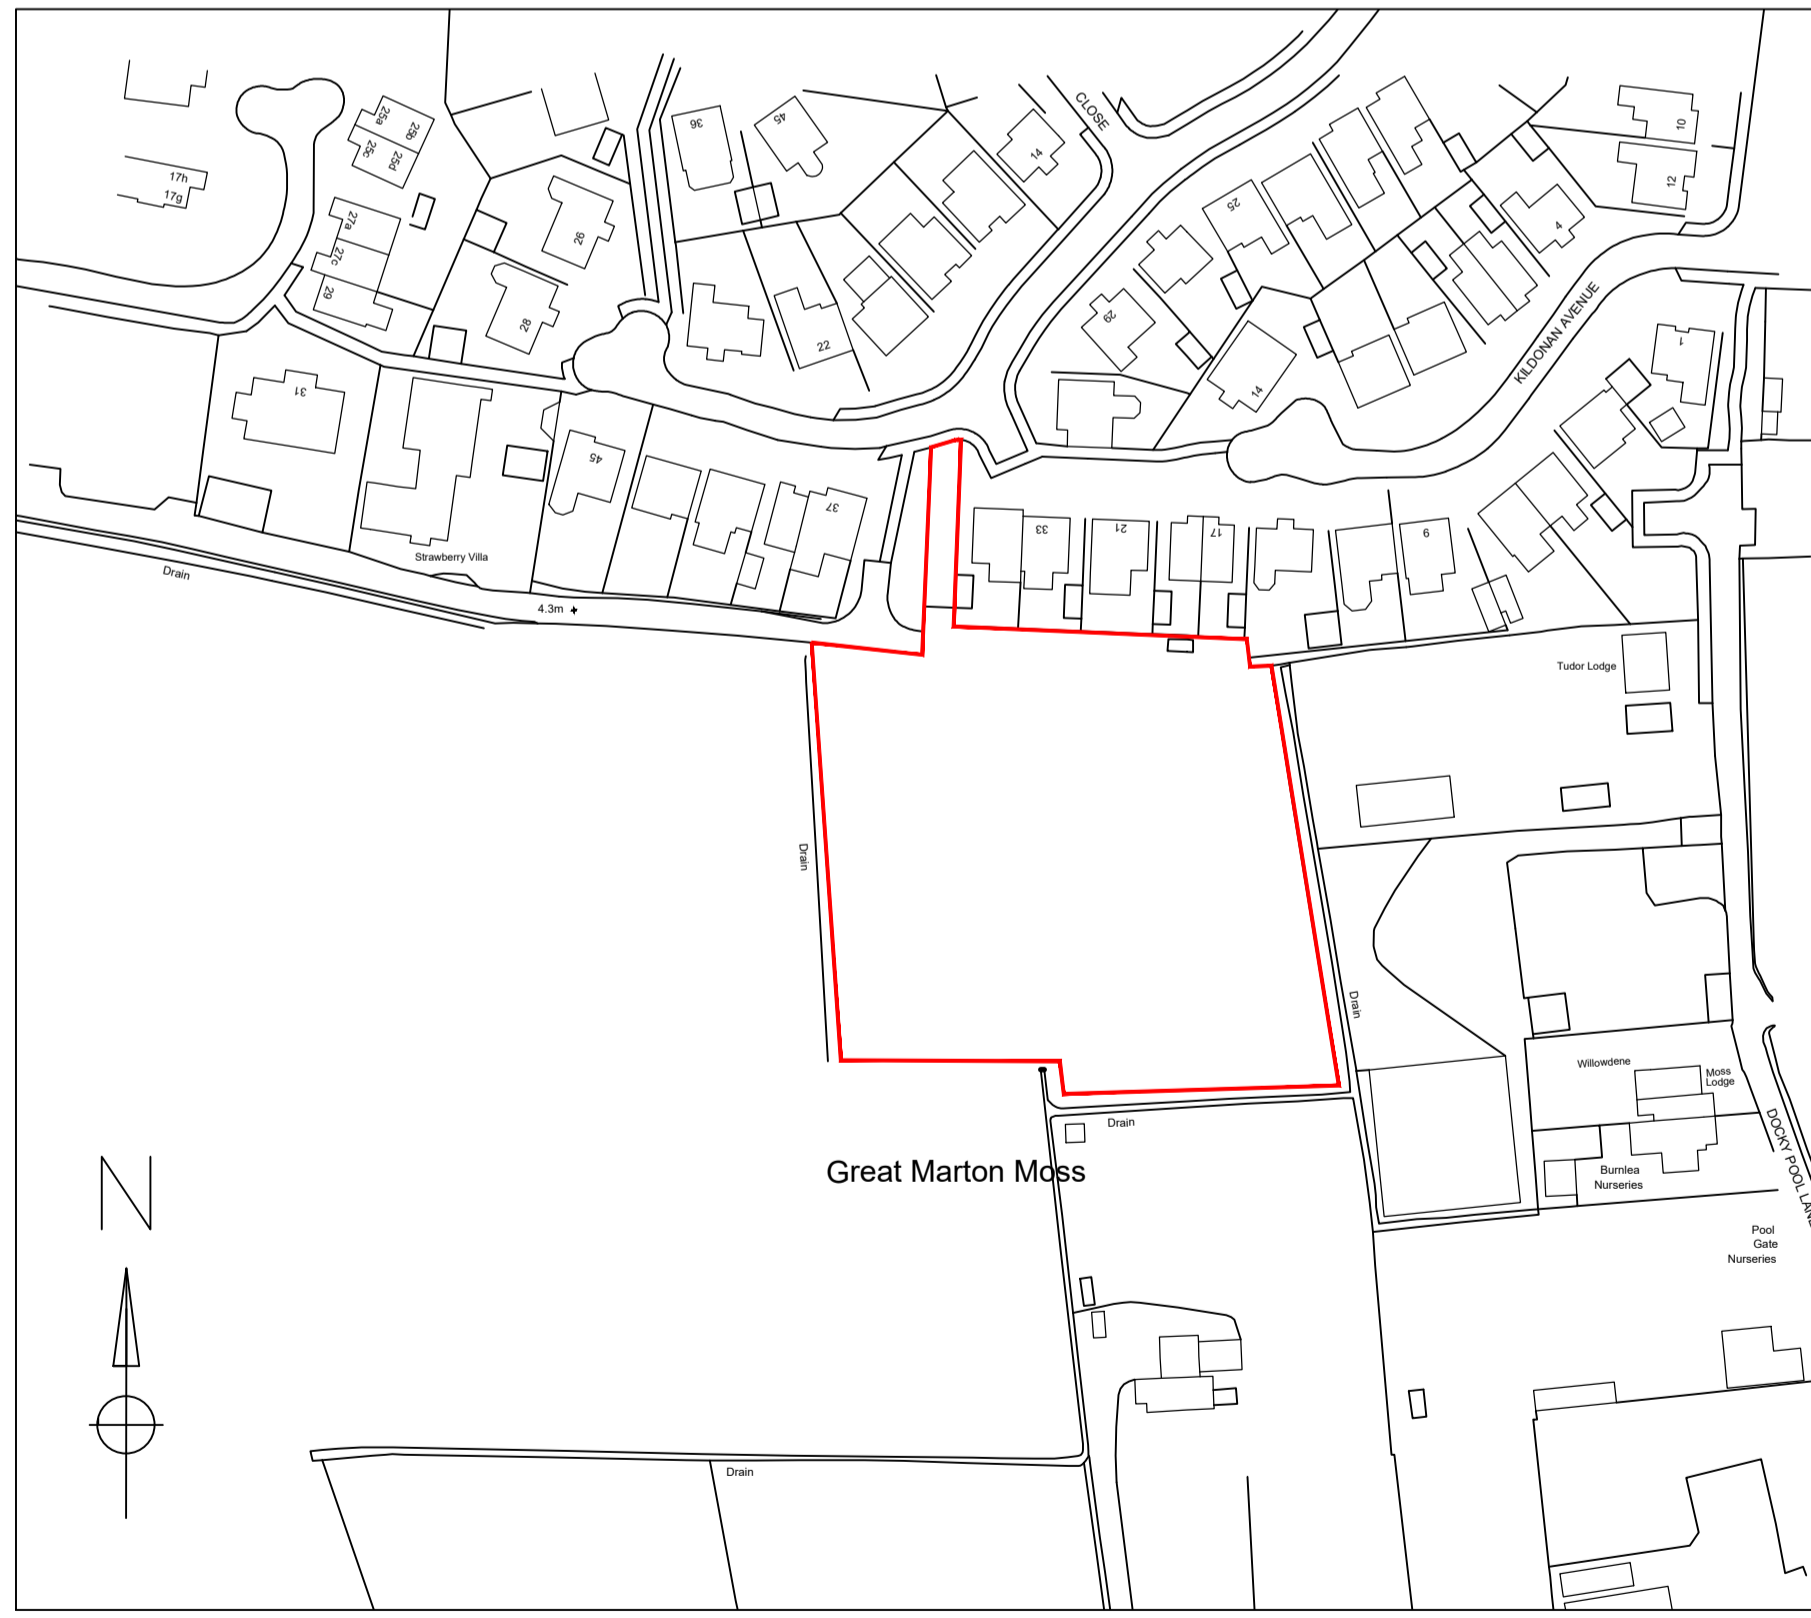 25a
25b
25c
25d
17h
17g
27a
27c
29
26
28
36
45
14
CLOSE
10
12
25
4
22
29
14
KILDONAN AVENUE
1
31
45
37
Strawberry Villa
33
21
17
9
Drain
4.3m
Tudor Lodge
Drain
Drain
Willowdene
Moss
Lodge
Drain
DOCKY POOL LANE
Great Marton Moss
Burnlea
Nurseries
Pool
Gate
Nurseries
N
Drain